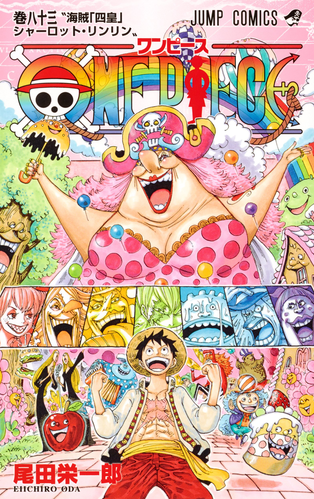 巻八十三 〝海賊「四皇」
シャーロット・リンリン〟
JUMP COMICS
ワンピース
ONE PIECE
尾田栄一郎
EIICHIRO ODA